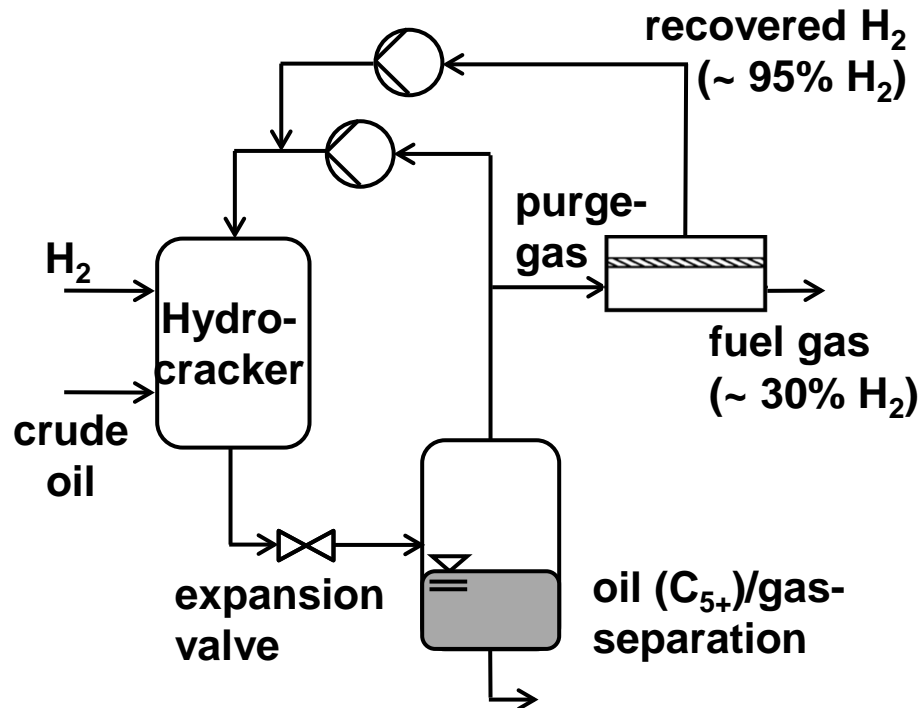 recovered H₂
(~ 95% H₂)
purge-
gas
H₂
Hydro-
cracker
fuel gas
(~ 30% H₂)
crude
oil
expansion
valve
oil (C₅₊)/gas-
separation